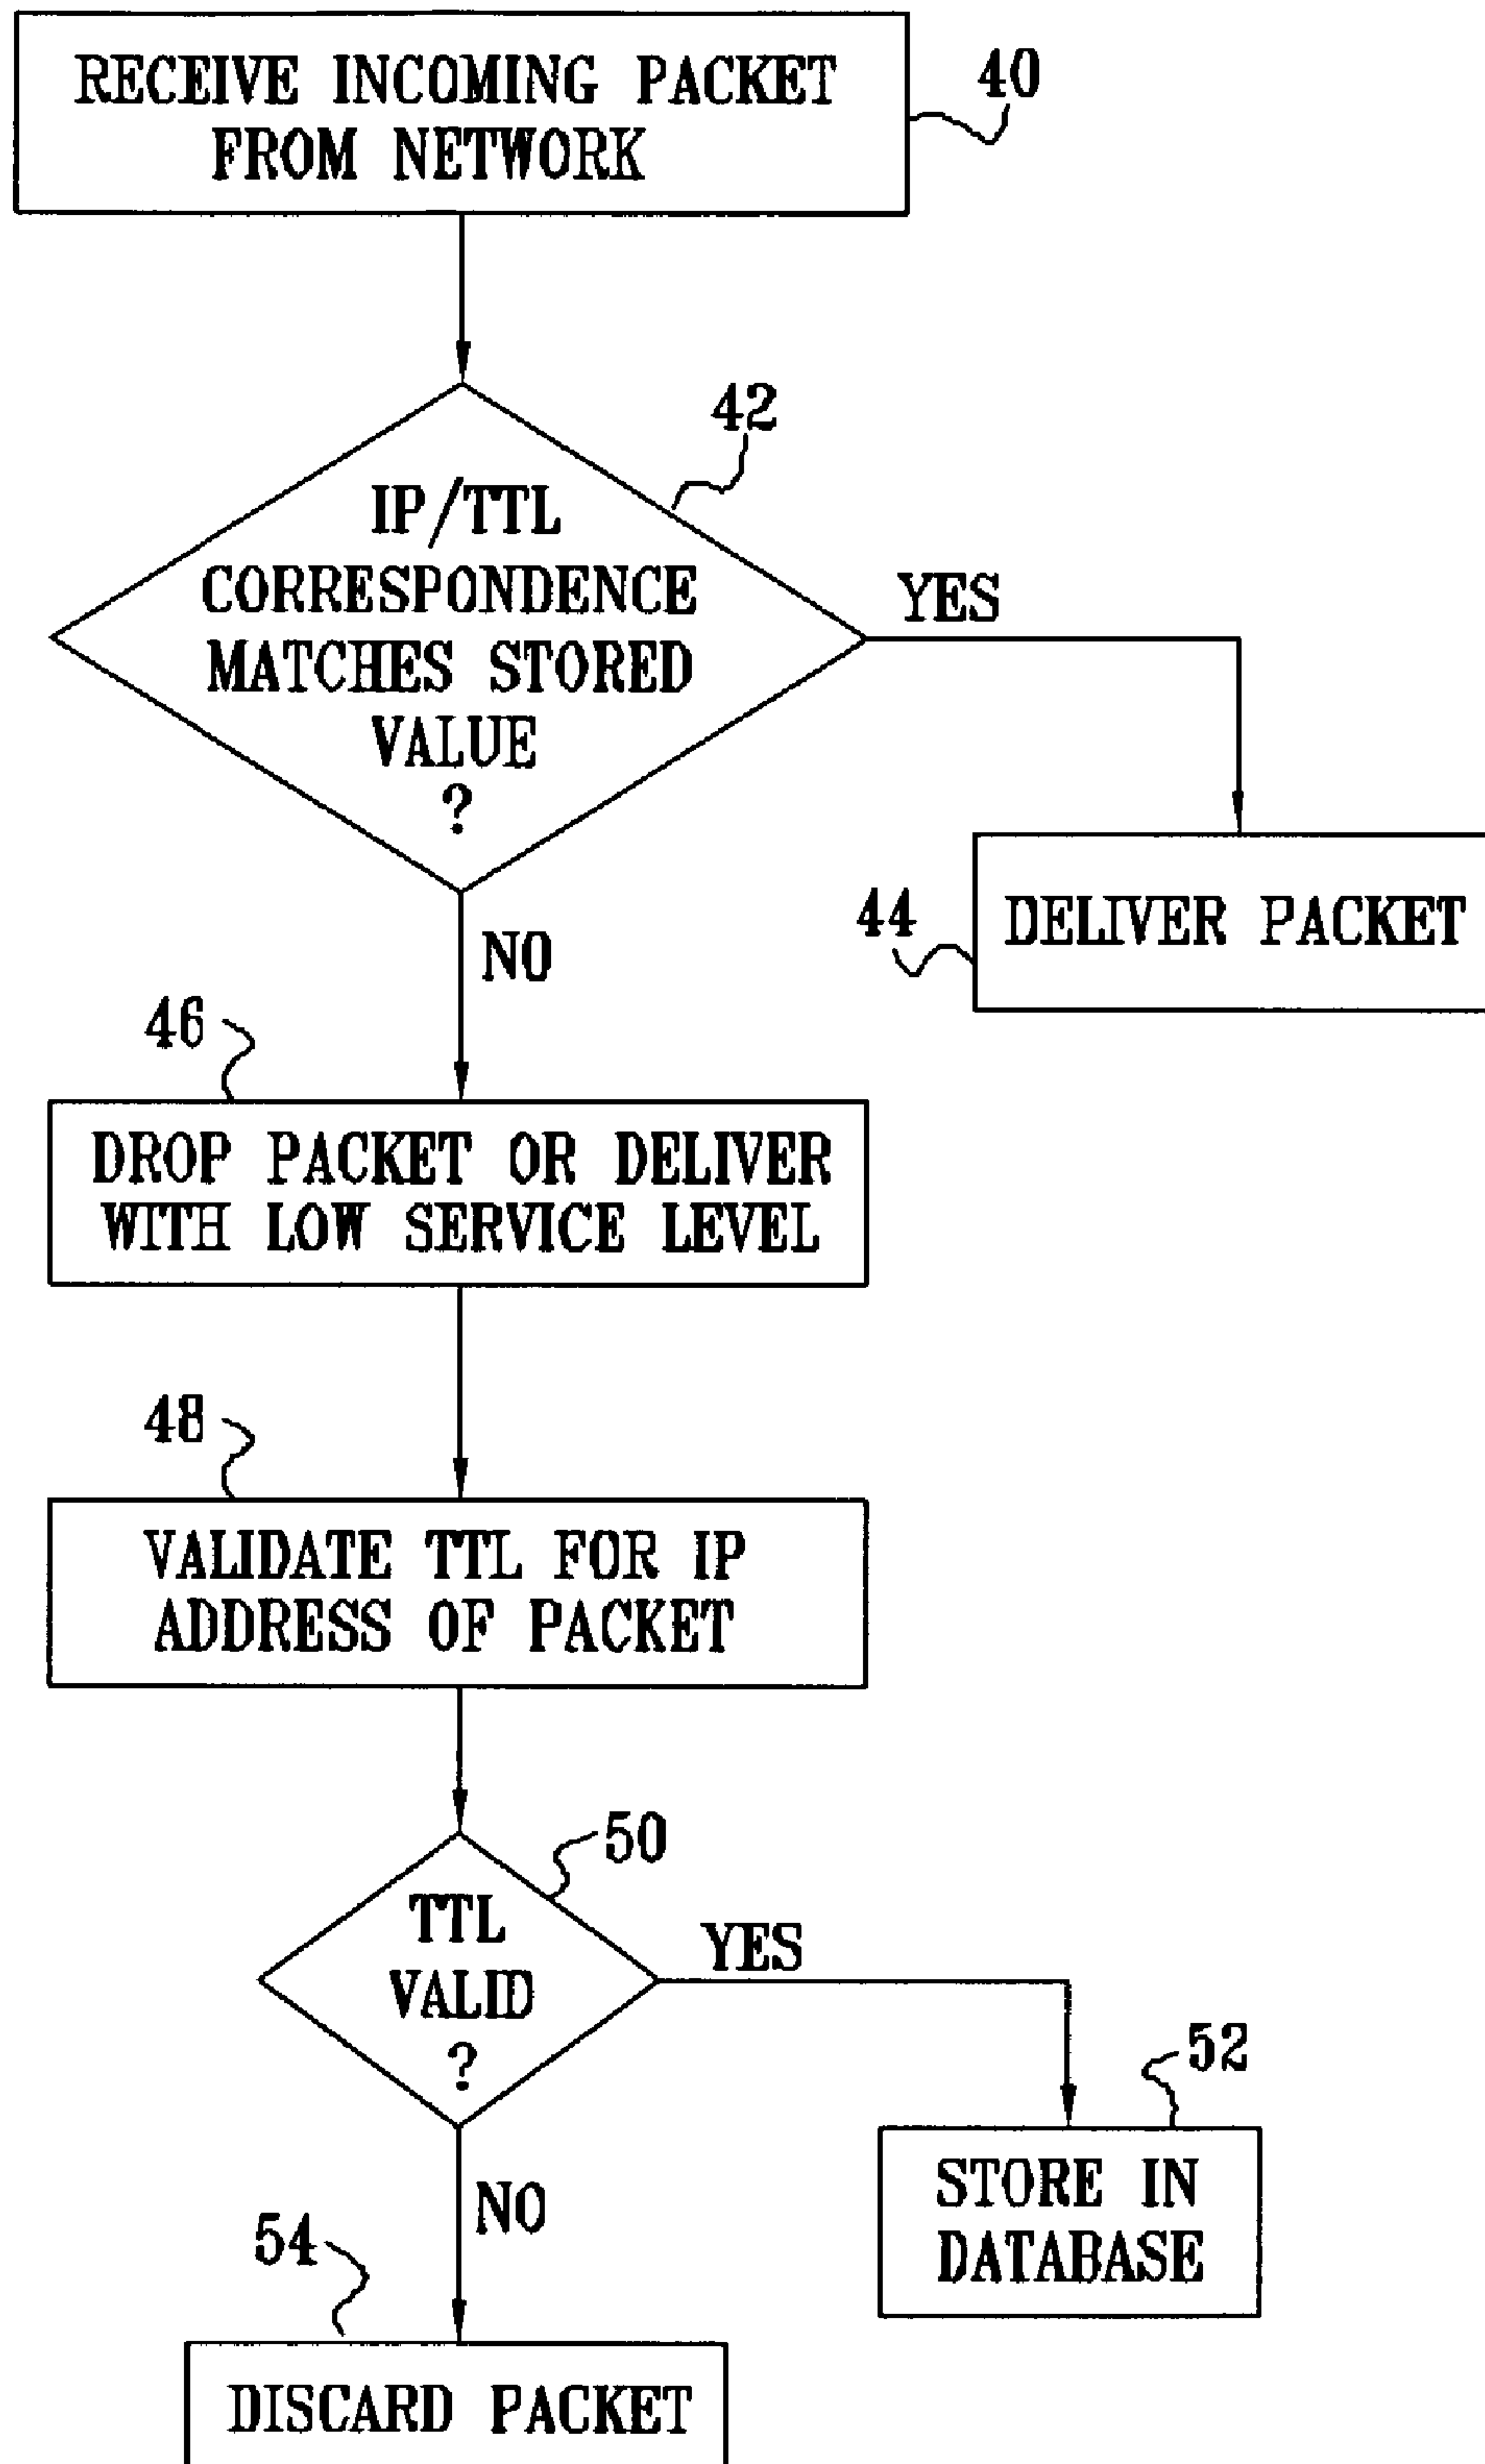 RECEIVE INCOMING PACKET
FROM NETWORK
40
42
IP/TTL
CORRESPONDENCE
MATCHES STORED
VALUE
?
YES
44
DELIVER PACKET
NO
46
DROP PACKET OR DELIVER
WITH LOW SERVICE LEVEL
48
VALIDATE TTL FOR IP
ADDRESS OF PACKET
50
TTL
VALID
?
YES
52
STORE IN
DATABASE
NO
54
DISCARD PACKET